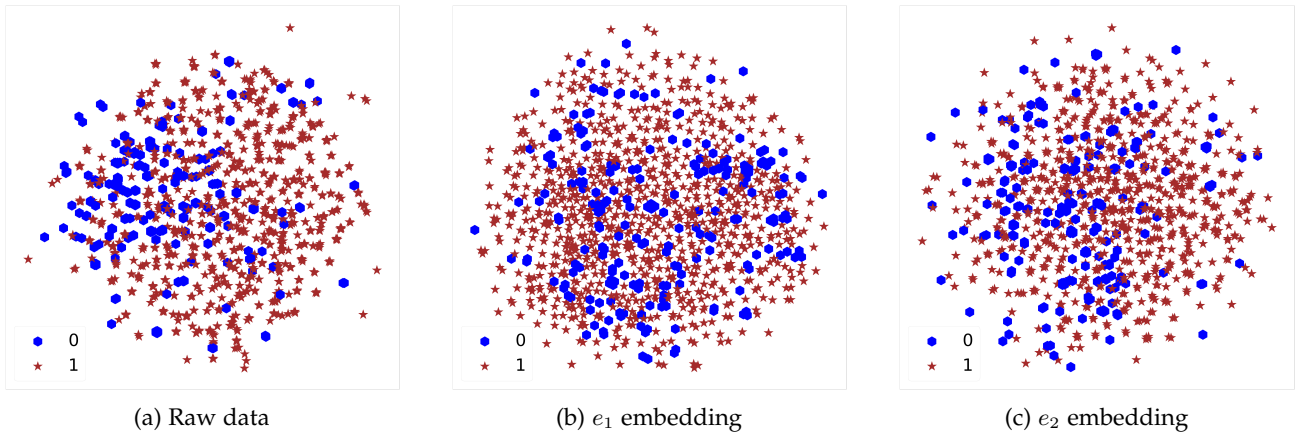 0
1
0
1
0
1
(a) Raw data
(b) e₁ embedding
(c) e₂ embedding